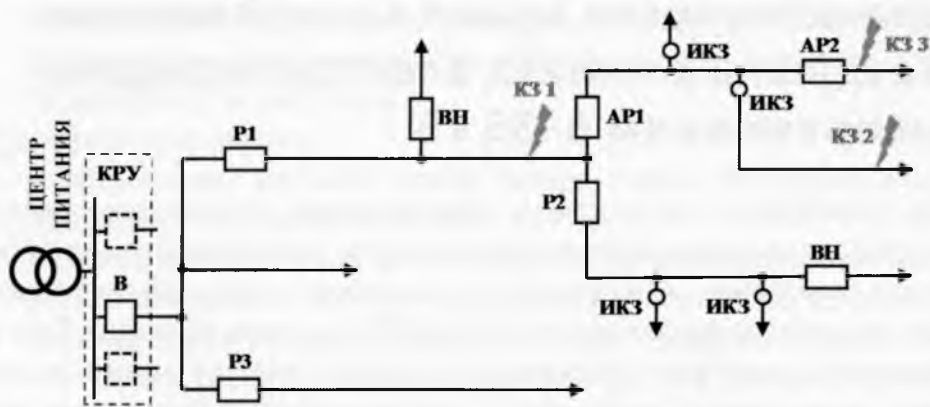 ЦЕНТР
ПИТАНИЯ
КРУ
В
Р1
ВН
КЗ 1
АР1
Р2
ИКЗ
ИКЗ
АР2
КЗ 3
КЗ 2
ИКЗ
ИКЗ
ВН
Р3